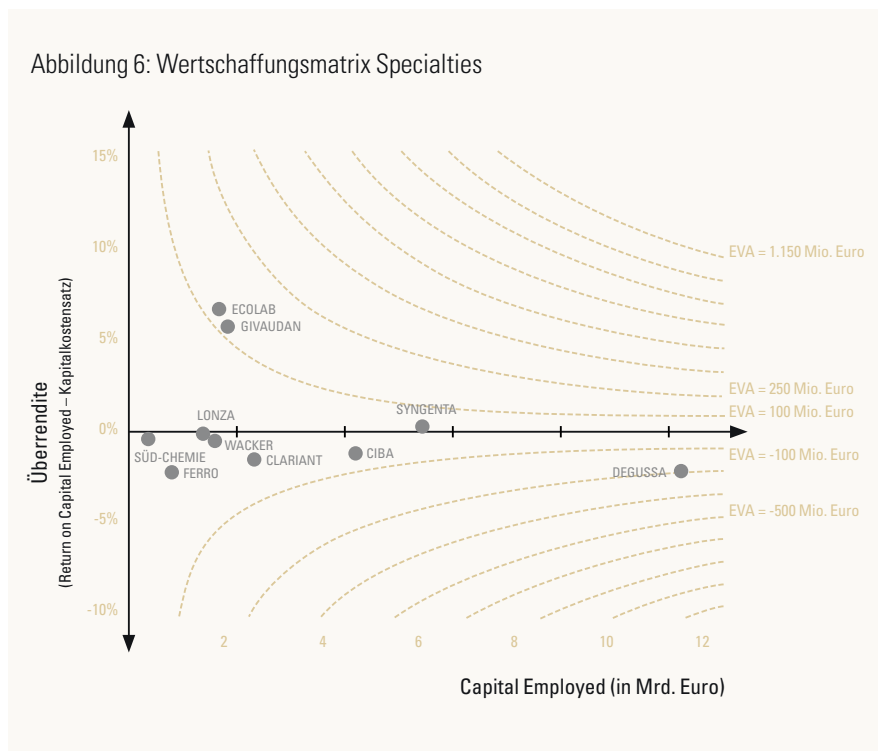 Abbildung 6: Wertschaffungsmatrix Specialties
15%
10%
5%
0%
-5%
-10%
Überrendite
(Return on Capital Employed – Kapitalkostensatz)
ECOLAB
GIVAUDAN
LONZA
WACKER
SÜD-CHEMIE
FERRO
CLARIANT
SYNGENTA
CIBA
DEGUSSA
EVA = 1.150 Mio. Euro
EVA = 250 Mio. Euro
EVA = 100 Mio. Euro
EVA = -100 Mio. Euro
EVA = -500 Mio. Euro
2 4 6 8 10 12
Capital Employed (in Mrd. Euro)